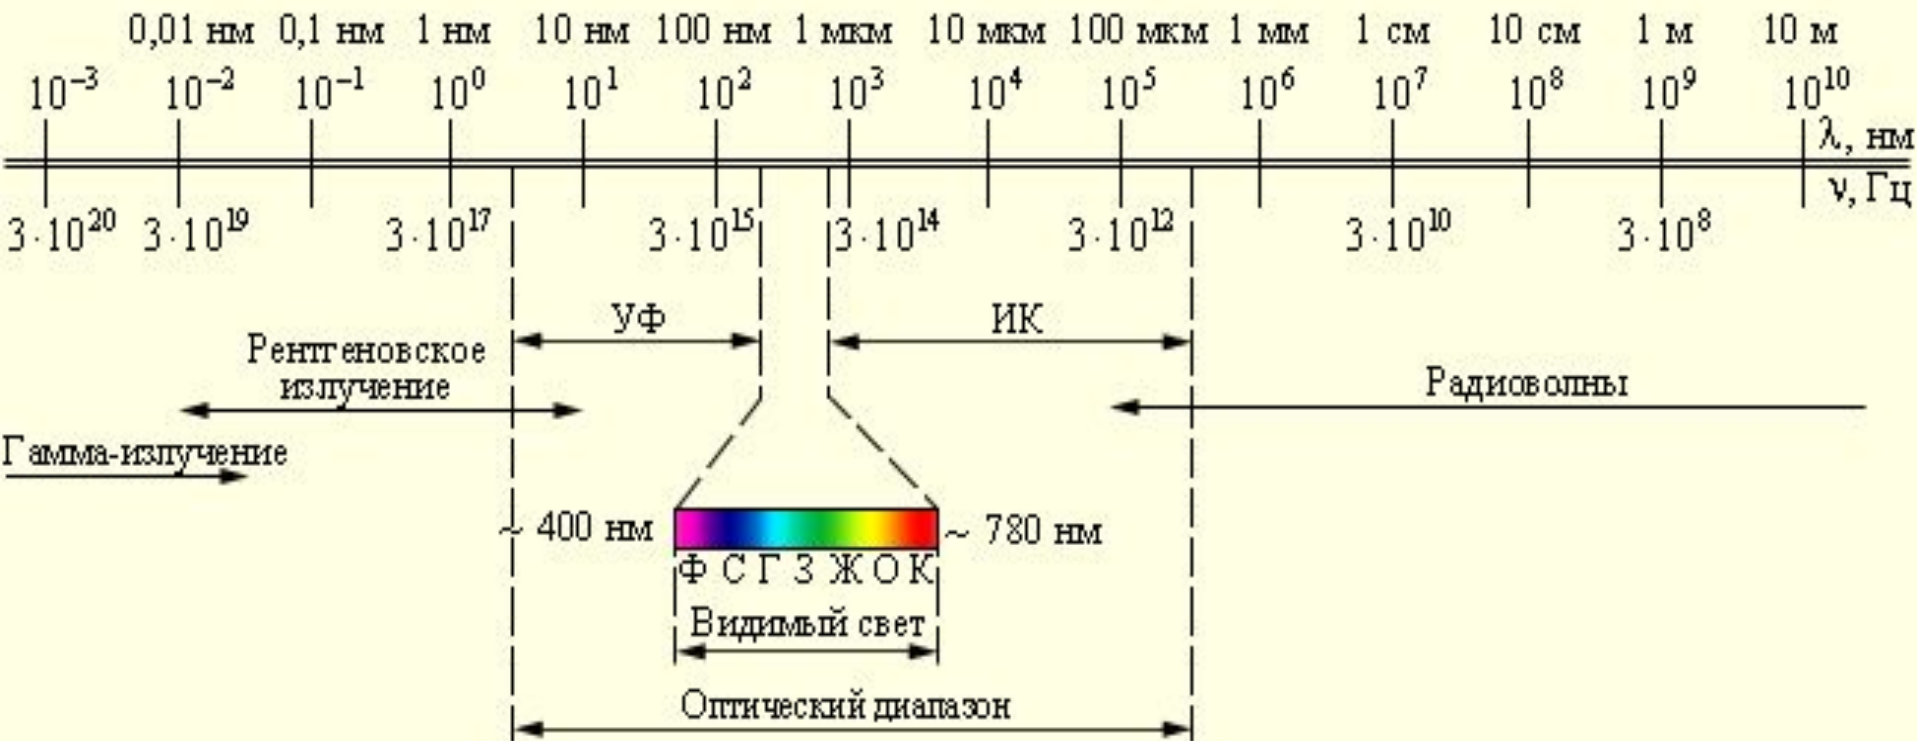 0,01 нм 0,1 нм 1 нм 10 нм 100 нм 1 мкм 10 мкм 100 мкм 1 мм 1 см 10 см 1 м 10 м
10⁻³ 10⁻² 10⁻¹ 10⁰ 10¹ 10² 10³ 10⁴ 10⁵ 10⁶ 10⁷ 10⁸ 10⁹ 10¹⁰
λ, нм
ν, Гц
3·10²⁰ 3·10¹⁹ 3·10¹⁷ 3·10¹⁵ 3·10¹⁴ 3·10¹² 3·10¹⁰ 3·10⁸
УФ ИК
Рентгеновское
излучение
Радиоволны
Гамма-излучение
~ 400 нм ~ 780 нм
Ф С Г З Ж О К
Видимый свет
Оптический диапазон